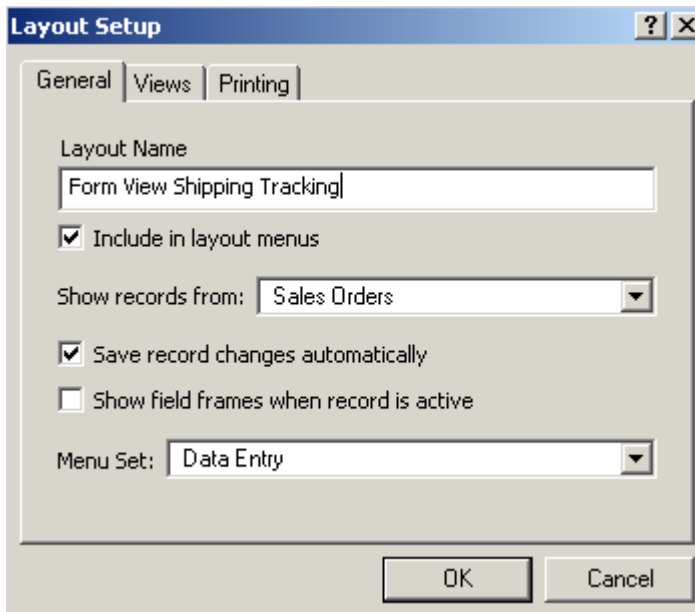 Layout Setup
?
General Views Printing
Layout Name
Form View Shipping Tracking
Include in layout menus
Show records from: Sales Orders
Save record changes automatically
Show field frames when record is active
Menu Set: Data Entry
OK Cancel